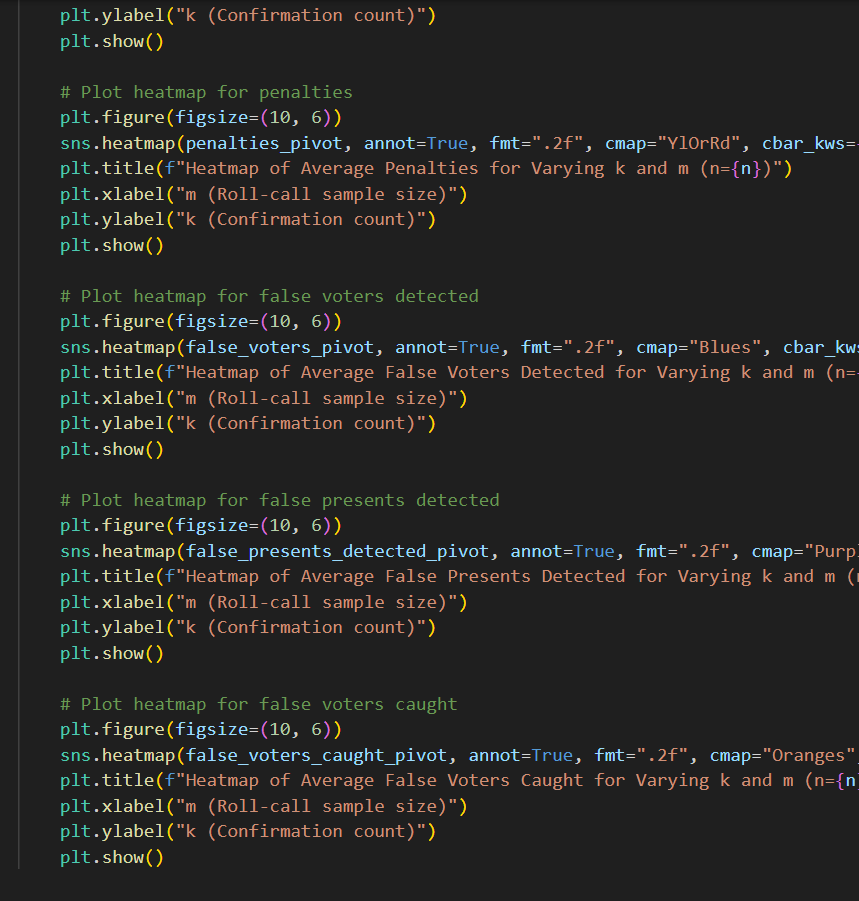 plt.ylabel("k (Confirmation count)")
plt.show()
# Plot heatmap for penalties
plt.figure(figsize=(10, 6))
sns.heatmap(penalties_pivot, annot=True, fmt=".2f", cmap="YlOrRd", cbar_kws=
plt.title(f"Heatmap of Average Penalties for Varying k and m (n={n})")
plt.xlabel("m (Roll-call sample size)")
plt.ylabel("k (Confirmation count)")
plt.show()
# Plot heatmap for false voters detected
plt.figure(figsize=(10, 6))
sns.heatmap(false_voters_pivot, annot=True, fmt=".2f", cmap="Blues", cbar_kws
plt.title(f"Heatmap of Average False Voters Detected for Varying k and m (n=
plt.xlabel("m (Roll-call sample size)")
plt.ylabel("k (Confirmation count)")
plt.show()
# Plot heatmap for false presents detected
plt.figure(figsize=(10, 6))
sns.heatmap(false_presents_detected_pivot, annot=True, fmt=".2f", cmap="Purpl
plt.title(f"Heatmap of Average False Presents Detected for Varying k and m (
plt.xlabel("m (Roll-call sample size)")
plt.ylabel("k (Confirmation count)")
plt.show()
# Plot heatmap for false voters caught
plt.figure(figsize=(10, 6))
sns.heatmap(false_voters_caught_pivot, annot=True, fmt=".2f", cmap="Oranges",
plt.title(f"Heatmap of Average False Voters Caught for Varying k and m (n={n}
plt.xlabel("m (Roll-call sample size)")
plt.ylabel("k (Confirmation count)")
plt.show()